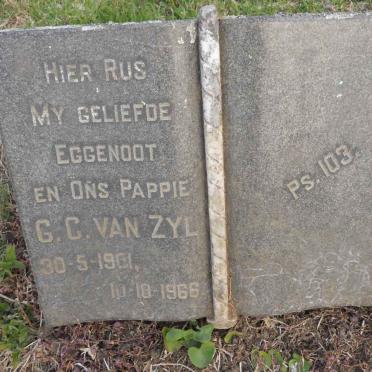 HIER RUS
MY GELIEFDE
EGGENOOT
EN ONS PAPPIE
G. C. VAN ZYL
30-5-1901,
10-10-1966
PS. 103.